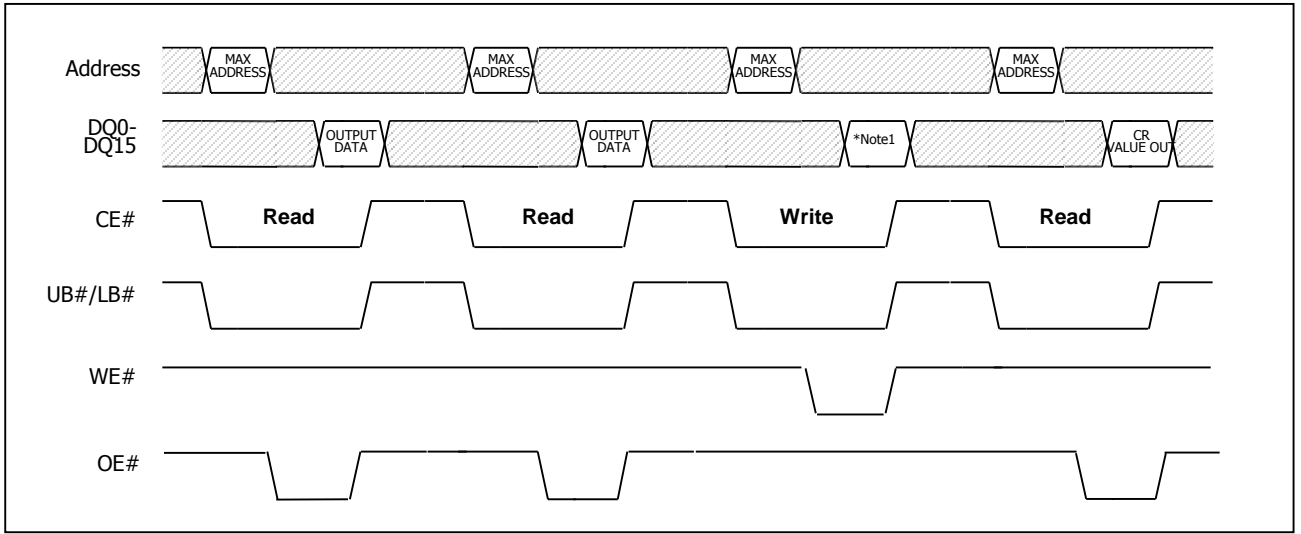 Address
MAX
ADDRESS
MAX
ADDRESS
MAX
ADDRESS
MAX
ADDRESS
DQ0-
DQ15
OUTPUT
DATA
OUTPUT
DATA
*Note1
CR
VALUE OUT
CE#
Read
Read
Write
Read
UB#/LB#
WE#
OE#